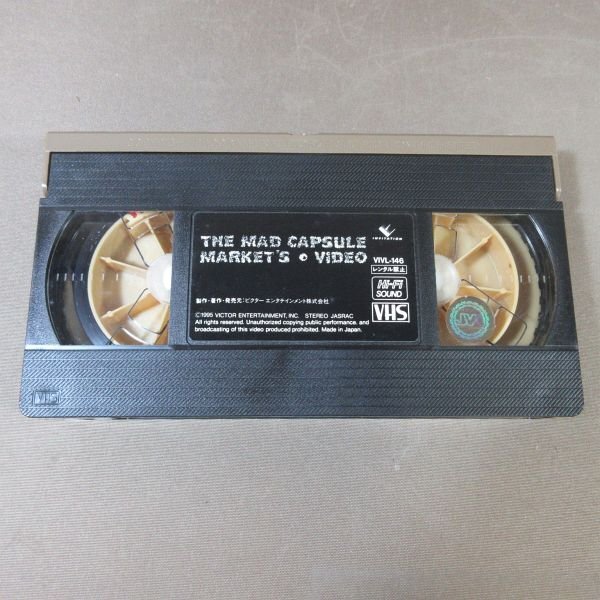 THE MAD CAPSULE
MARKET'S • VIDEO
INVITATION
VIVL-146
レンタル禁止
Hi-Fi
SOUND
VHS
製作・著作・発売元:ビクター エンタテインメント株式会社
©1995 VICTOR ENTERTAINMENT, INC. STEREO JASRAC
All rights reserved. Unauthorized copying public performance, and
broadcasting of this video produced prohibited. Made in Japan.
VHS